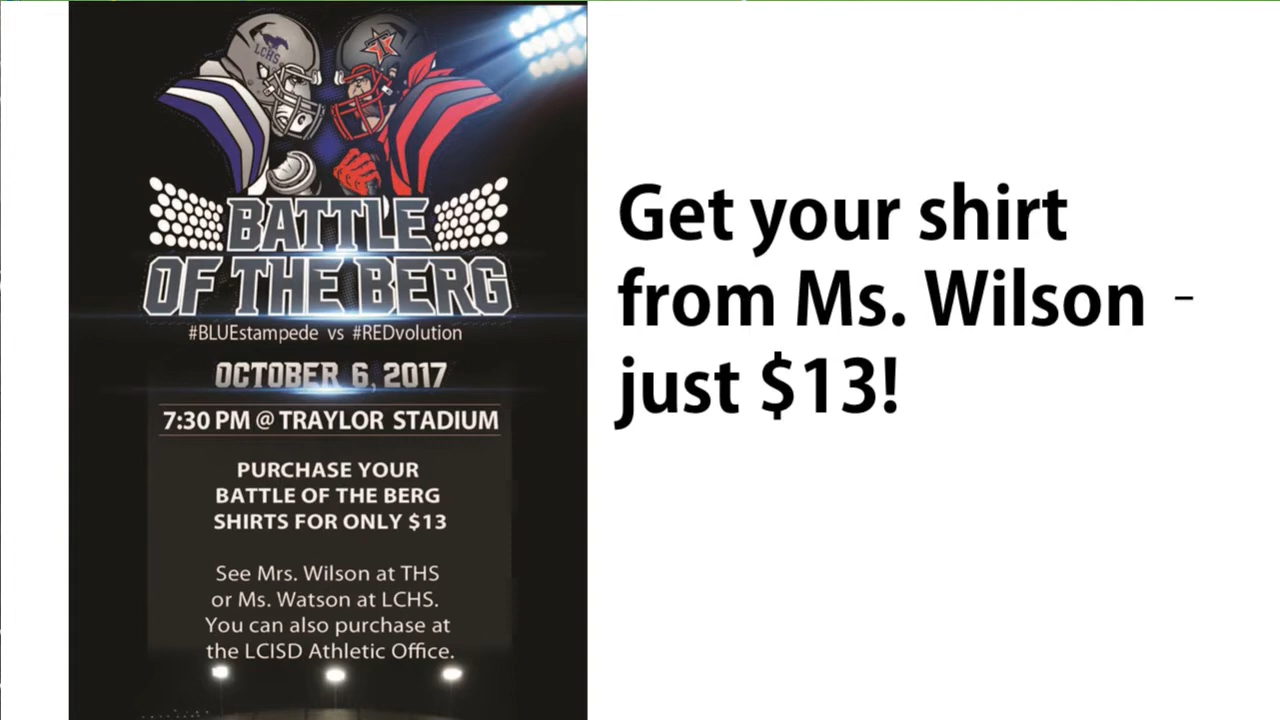 LCHS
BATTLE
OF THE BERG
#BLUEstampede vs #REDvolution
OCTOBER 6, 2017
7:30 PM @ TRAYLOR STADIUM
PURCHASE YOUR
BATTLE OF THE BERG
SHIRTS FOR ONLY $13
See Mrs. Wilson at THS
or Ms. Watson at LCHS.
You can also purchase at
the LCISD Athletic Office.
Get your shirt
from Ms. Wilson -
just $13!